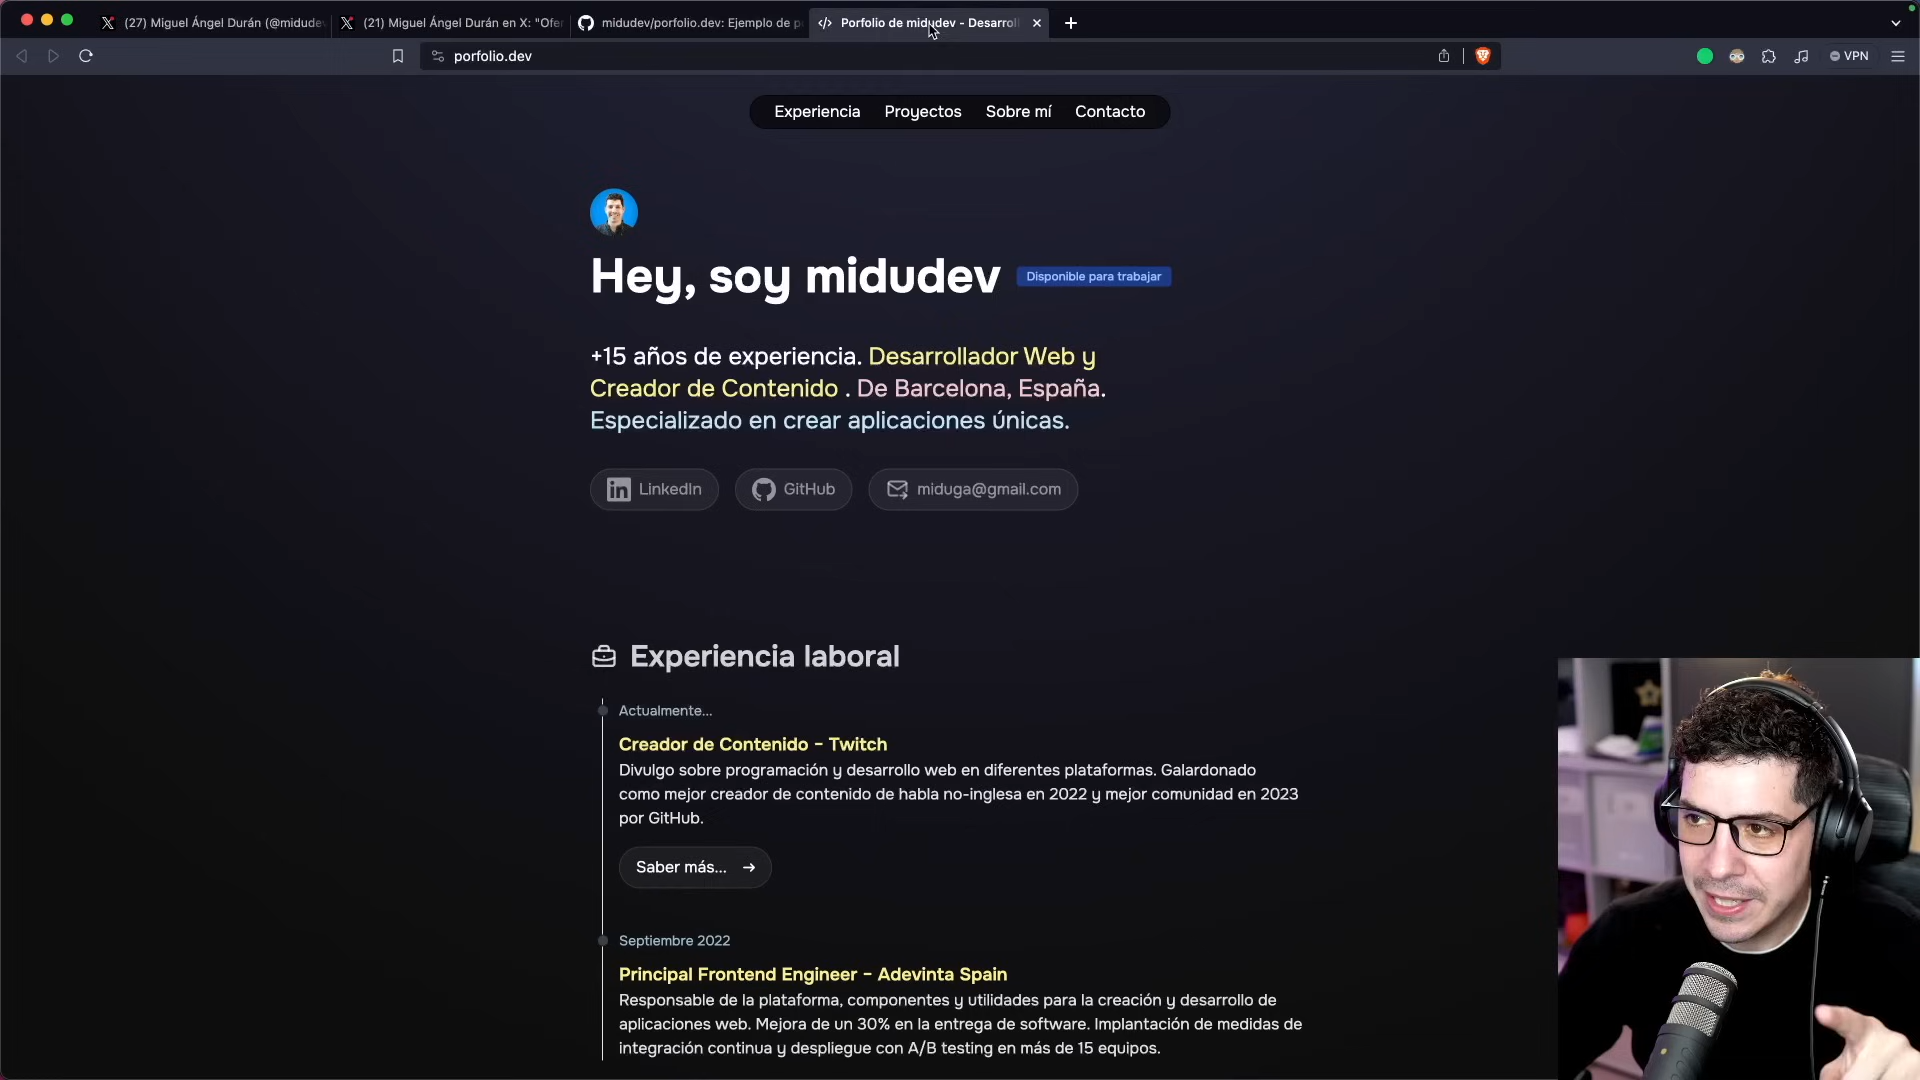 (27) Miguel Ángel Durán (@midudev
(21) Miguel Ángel Durán en X: "Ofer
midudev/porfolio.dev: Ejemplo de po
Porfolio de midudev - Desarroll
porfolio.dev
VPN
Experiencia
Proyectos
Sobre mí
Contacto
Hey, soy midudev
Disponible para trabajar
+15 años de experiencia. Desarrollador Web y
Creador de Contenido . De Barcelona, España.
Especializado en crear aplicaciones únicas.
LinkedIn
GitHub
miduga@gmail.com
Experiencia laboral
Actualmente...
Creador de Contenido - Twitch
Divulgo sobre programación y desarrollo web en diferentes plataformas. Galardonado
como mejor creador de contenido de habla no-inglesa en 2022 y mejor comunidad en 2023
por GitHub.
Saber más... →
Septiembre 2022
Principal Frontend Engineer - Adevinta Spain
Responsable de la plataforma, componentes y utilidades para la creación y desarrollo de
aplicaciones web. Mejora de un 30% en la entrega de software. Implantación de medidas de
integración continua y despliegue con A/B testing en más de 15 equipos.